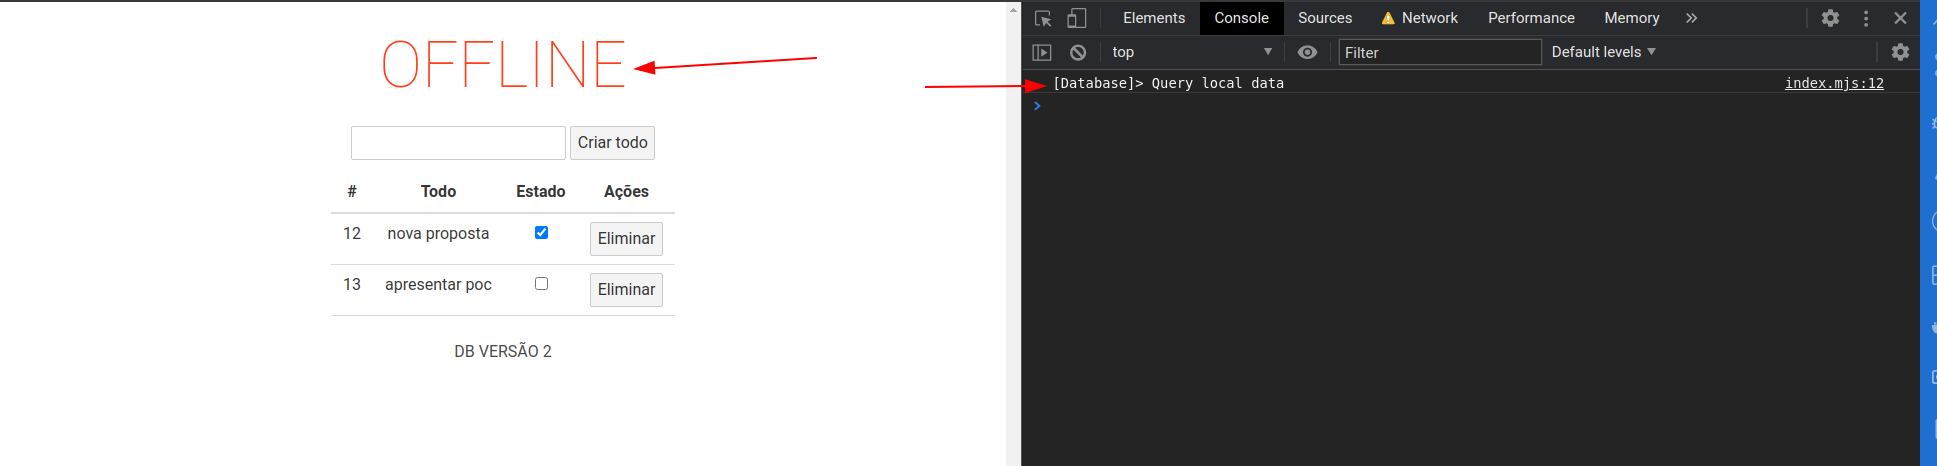 OFFLINE
Criar todo
# Todo Estado Ações
12 nova proposta Eliminar
13 apresentar poc Eliminar
DB VERSÃO 2
Elements Console Sources Network Performance Memory »
top Filter Default levels
[Database]> Query local data index.mjs:12
>